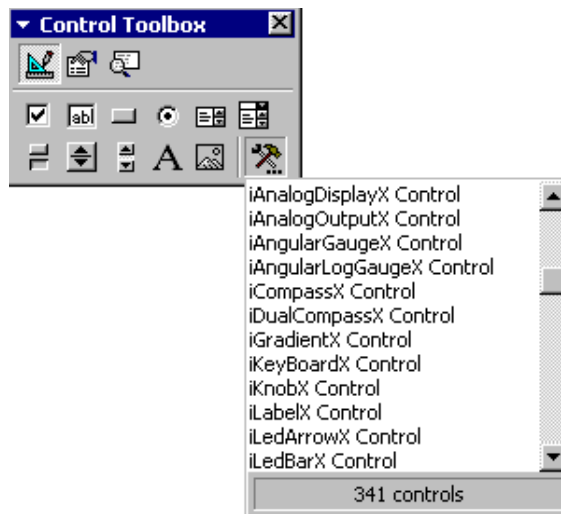 Control Toolbox
abl
A
iAnalogDisplayX Control
iAnalogOutputX Control
iAngularGaugeX Control
iAngularLogGaugeX Control
iCompassX Control
iDualCompassX Control
iGradientX Control
iKeyBoardX Control
iKnobX Control
iLabelX Control
iLedArrowX Control
iLedBarX Control
341 controls